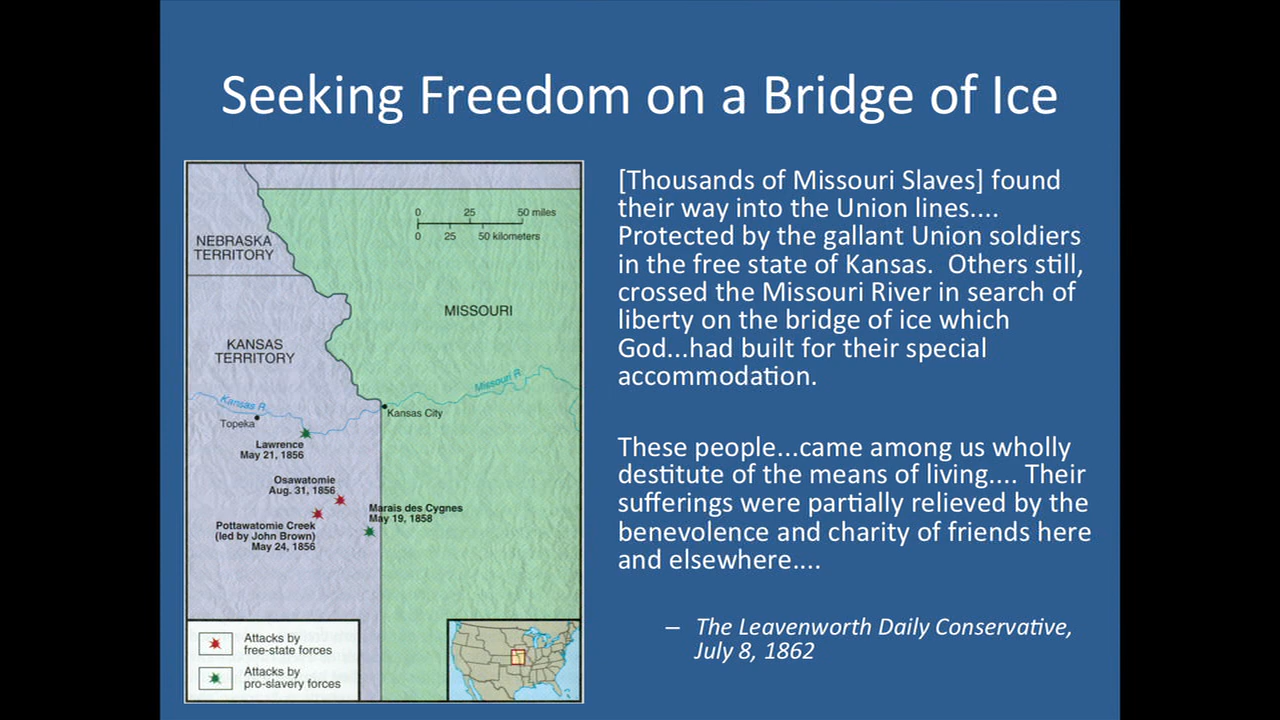 Seeking Freedom on a Bridge of Ice
0 25 50 miles
0 25 50 kilometers
NEBRASKA
TERRITORY
MISSOURI
KANSAS
TERRITORY
Missouri R.
Kansas R.
Kansas City
Topeka
Lawrence
May 21, 1856
Osawatomie
Aug. 31, 1856
Marais des Cygnes
May 19, 1858
Pottawatomie Creek
(led by John Brown)
May 24, 1856
Attacks by
free-state forces
Attacks by
pro-slavery forces
[Thousands of Missouri Slaves] found
their way into the Union lines....
Protected by the gallant Union soldiers
in the free state of Kansas.  Others still,
crossed the Missouri River in search of
liberty on the bridge of ice which
God...had built for their special
accommodation.
These people...came among us wholly
destitute of the means of living.... Their
sufferings were partially relieved by the
benevolence and charity of friends here
and elsewhere....
– The Leavenworth Daily Conservative,
July 8, 1862